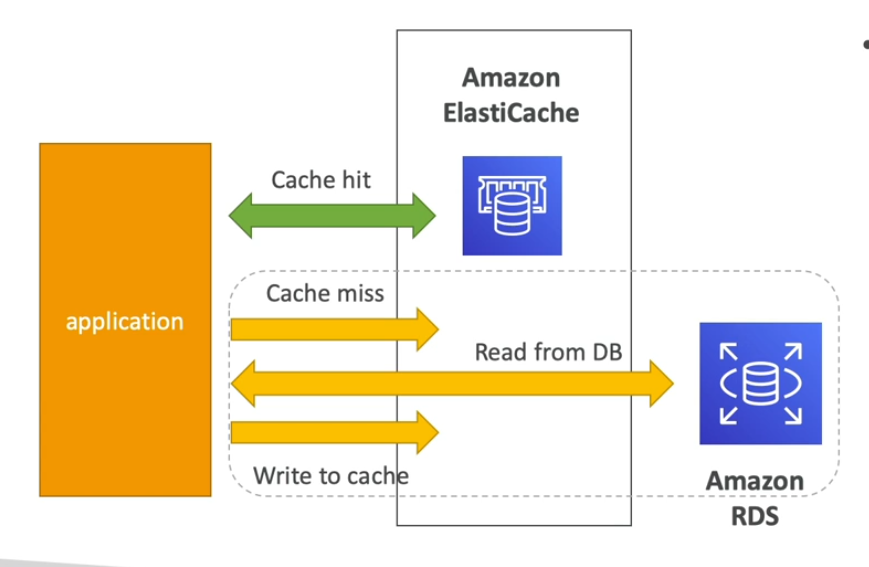 Amazon
ElastiCache
Cache hit
application
Cache miss
Read from DB
Write to cache
Amazon
RDS